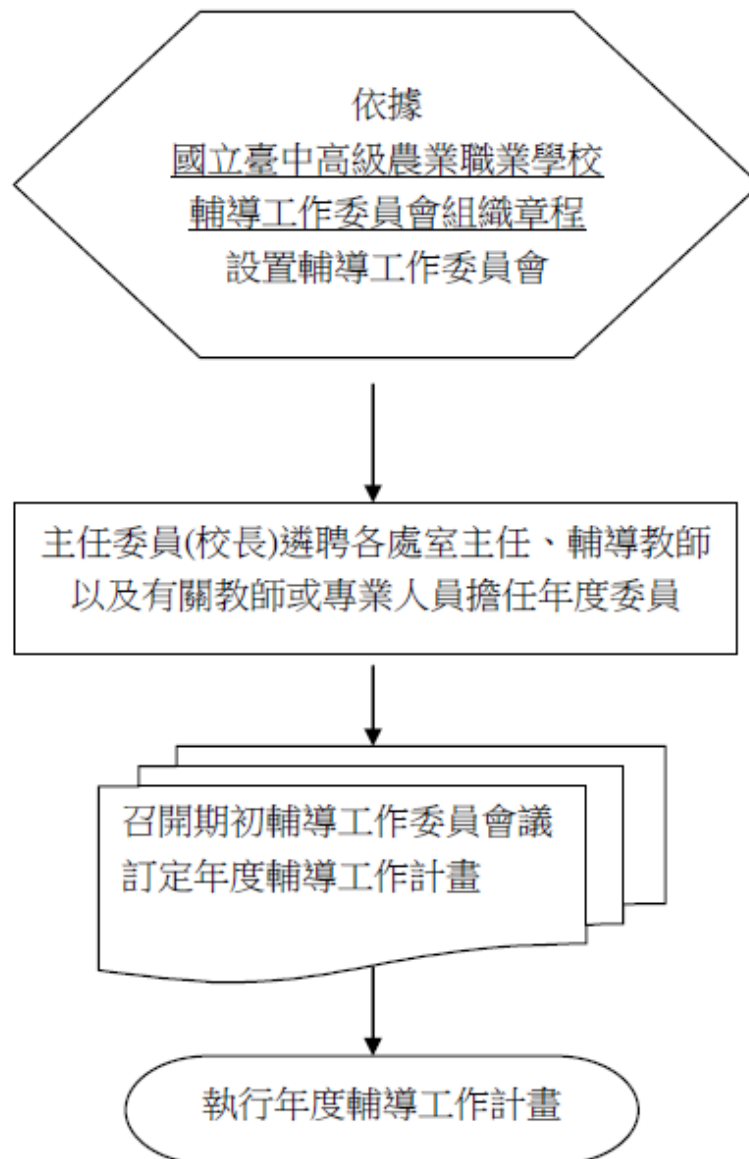 依據
國立臺中高級農業職業學校
輔導工作委員會組織章程
設置輔導工作委員會
主任委員(校長)遴聘各處室主任、輔導教師
以及有關教師或專業人員擔任年度委員
召開期初輔導工作委員會議
訂定年度輔導工作計畫
執行年度輔導工作計畫